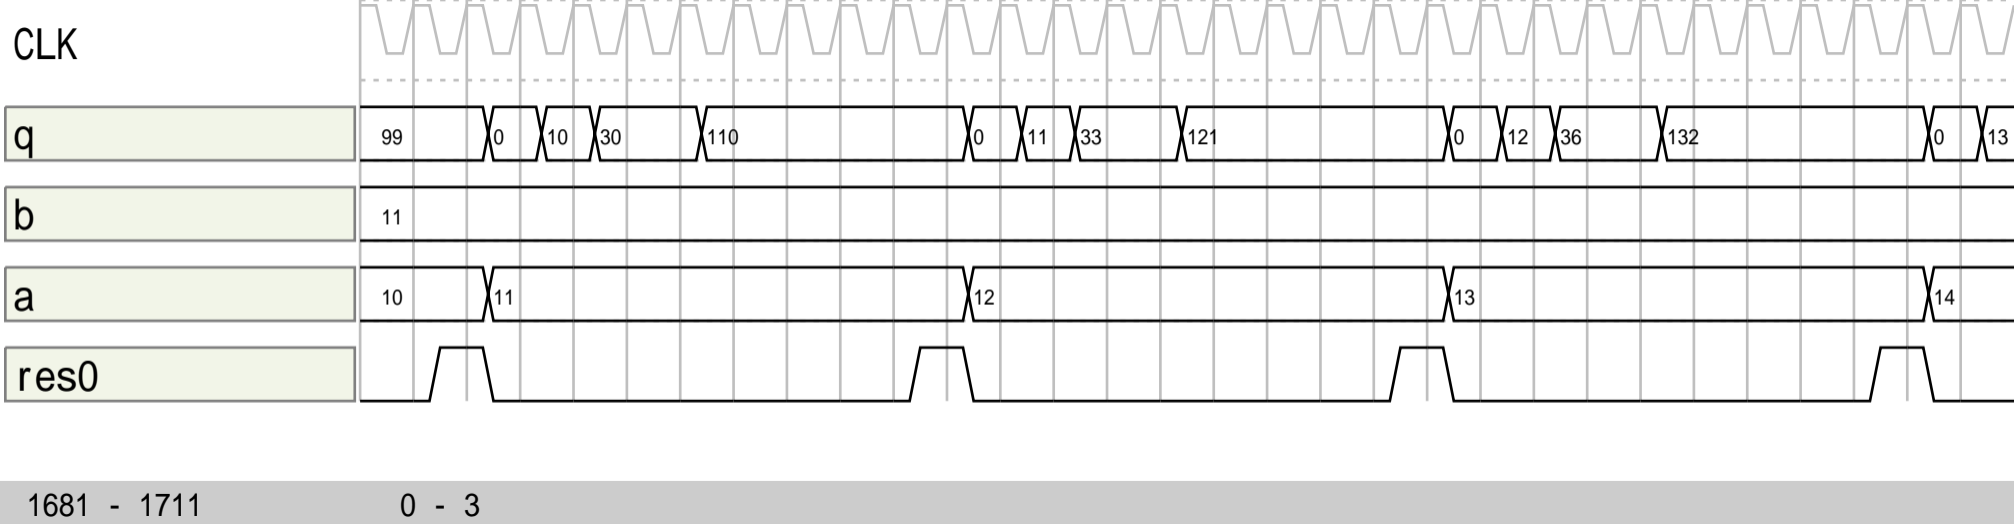 CLK
q 99 0 10 30 110 0 11 33 121 0 12 36 132 0 13
b 11
a 10 11 12 13 14
res0
1681 - 1711 0 - 3